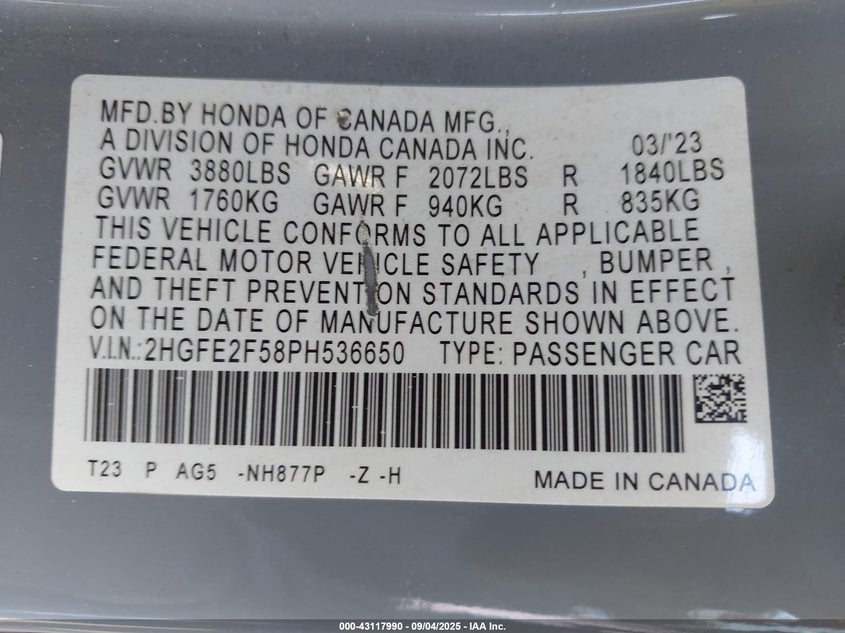 MFD.BY HONDA OF CANADA MFG.,
A DIVISION OF HONDA CANADA INC. 03/'23
GVWR 3880LBS GAWR F 2072LBS R 1840LBS
GVWR 1760KG GAWR F 940KG R 835KG
THIS VEHICLE CONFORMS TO ALL APPLICABLE
FEDERAL MOTOR VEHICLE SAFETY , BUMPER ,
AND THEFT PREVENTION STANDARDS IN EFFECT
ON THE DATE OF MANUFACTURE SHOWN ABOVE.
V.I.N.:2HGFE2F58PH536650 TYPE: PASSENGER CAR
T23 P AG5 -NH877P -Z -H MADE IN CANADA
000-43117990 - 09/04/2025 - IAA Inc.